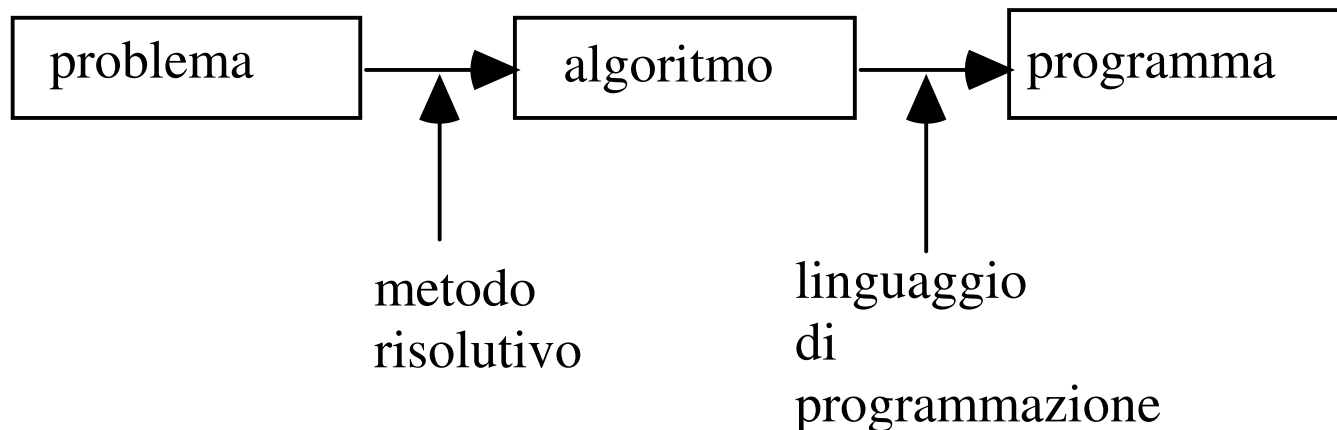 problema
algoritmo
programma
metodo
risolutivo
linguaggio
di
programmazione